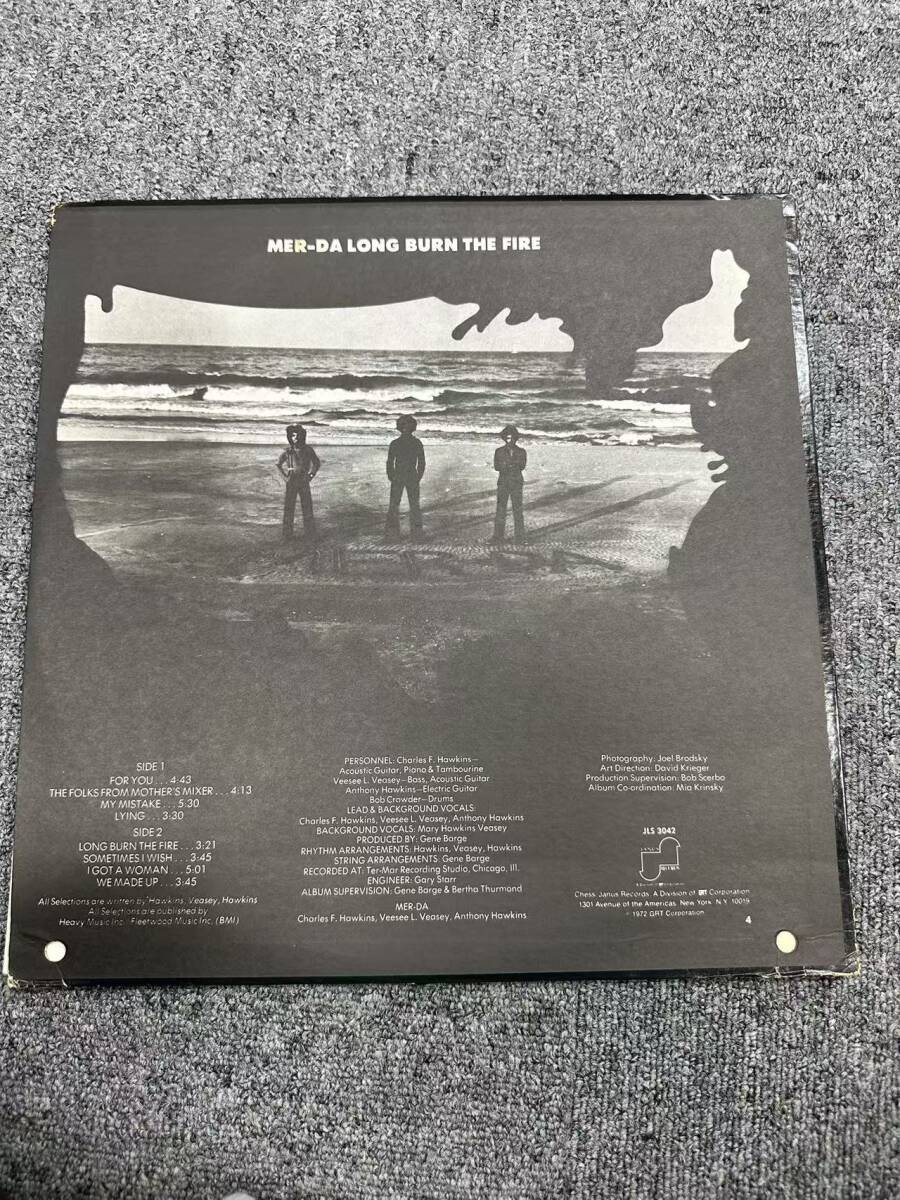 MER-DA LONG BURN THE FIRE
SIDE 1
FOR YOU . . . 4:43
THE FOLKS FROM MOTHER'S MIXER . . . 4:13
MY MISTAKE . . . 5:30
LYING . . . 3:30
SIDE 2
LONG BURN THE FIRE . . . 3:21
SOMETIMES I WISH . . . 3:45
I GOT A WOMAN . . . 5:01
WE MADE UP . . . 3:45
All Selections are written by Hawkins, Veasey, Hawkins
All Selections are published by
Heavy Music Inc. Fleetwood Music Inc. (BMI)
PERSONNEL: Charles F. Hawkins–
Acoustic Guitar, Piano & Tambourine
Veesee L. Veasey–Bass, Acoustic Guitar
Anthony Hawkins–Electric Guitar
Bob Crowder–Drums
LEAD & BACKGROUND VOCALS:
Charles F. Hawkins, Veesee L. Veasey, Anthony Hawkins
BACKGROUND VOCALS: Mary Hawkins Veasey
PRODUCED BY: Gene Barge
RHYTHM ARRANGEMENTS: Hawkins, Veasey, Hawkins
STRING ARRANGEMENTS: Gene Barge
RECORDED AT: Ter-Mar Recording Studio, Chicago, Ill.
ENGINEER: Gary Starr
ALBUM SUPERVISION: Gene Barge & Bertha Thurmond
MER-DA
Charles F. Hawkins, Veesee L. Veasey, Anthony Hawkins
Photography: Joel Brodsky
Art Direction: David Krieger
Production Supervision: Bob Scerbo
Album Co-ordination: Mia Krinsky
JLS 3042
Chess Janus Records, A Division of GRT Corporation
1301 Avenue of the Americas, New York, N.Y. 10019
© 1972 GRT Corporation
4